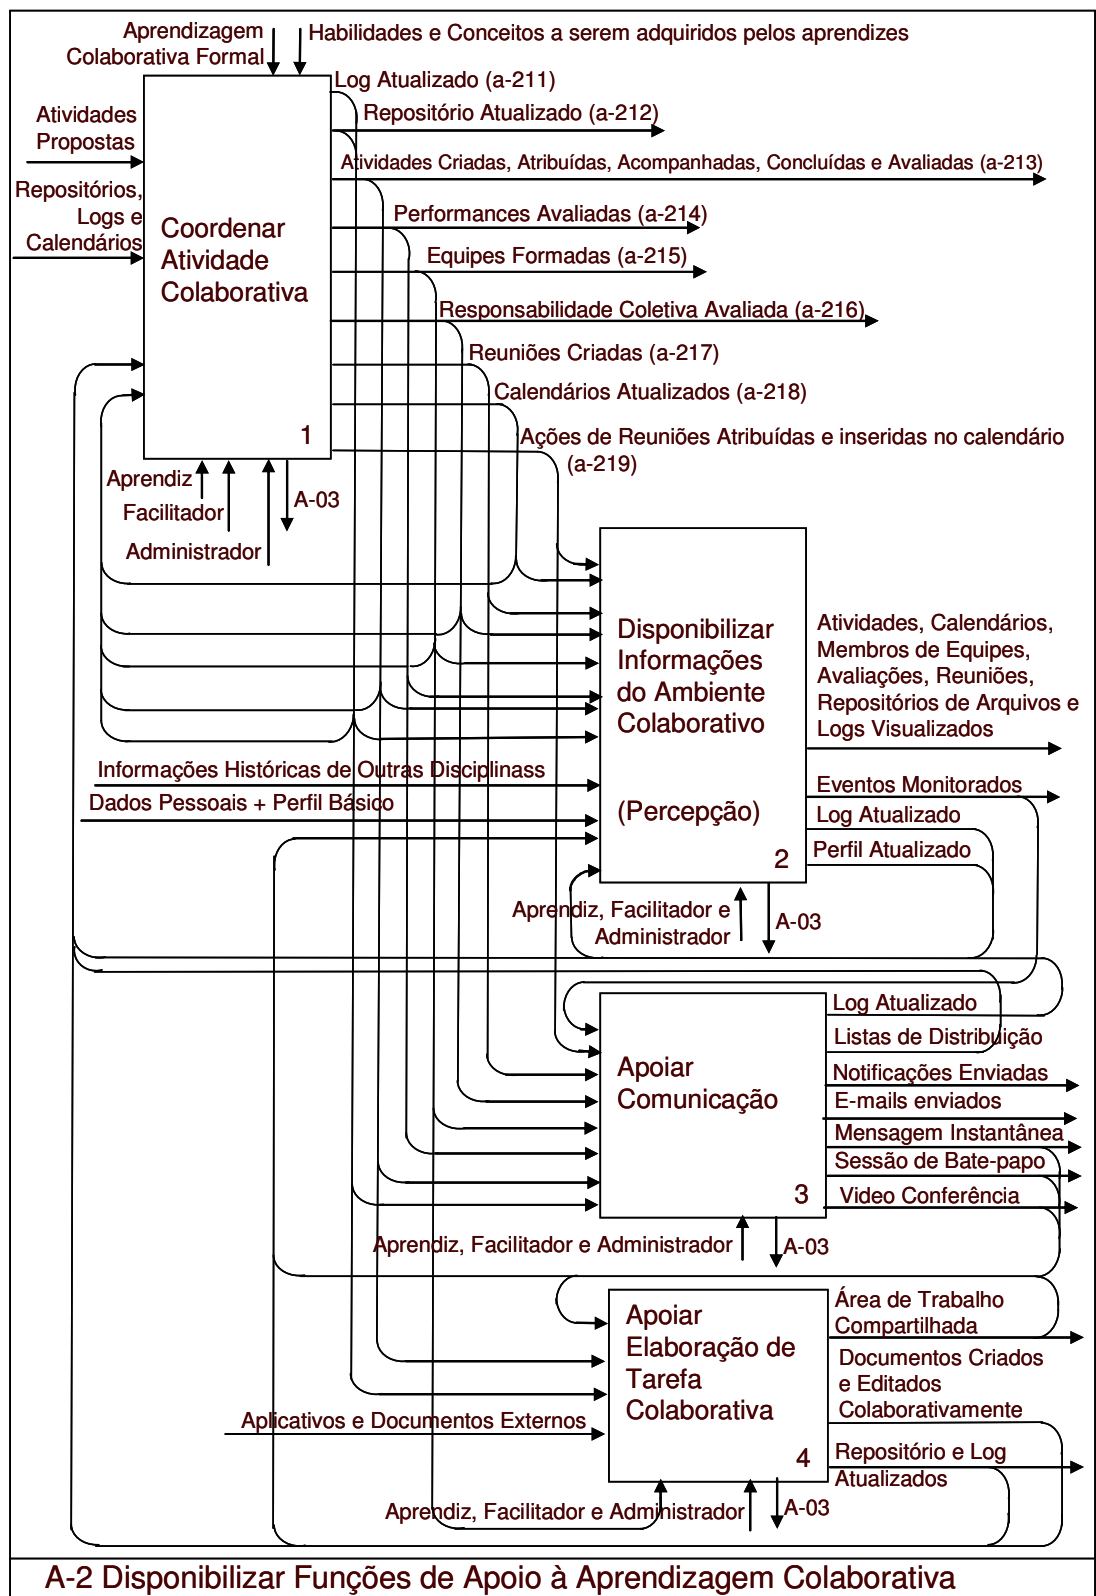 Aprendizagem
Colaborativa Formal
Habilidades e Conceitos a serem adquiridos pelos aprendizes
Log Atualizado (a-211)
Repositório Atualizado (a-212)
Atividades
Propostas
Atividades Criadas, Atribuídas, Acompanhadas, Concluídas e Avaliadas (a-213)
Repositórios,
Logs e
Calendários
Coordenar
Atividade
Colaborativa
1
Performances Avaliadas (a-214)
Equipes Formadas (a-215)
Responsabilidade Coletiva Avaliada (a-216)
Reuniões Criadas (a-217)
Calendários Atualizados (a-218)
Ações de Reuniões Atribuídas e inseridas no calendário
(a-219)
Aprendiz
Facilitador
Administrador
A-03
Disponibilizar
Informações
do Ambiente
Colaborativo
(Percepção)
2
Atividades, Calendários,
Membros de Equipes,
Avaliações, Reuniões,
Repositórios de Arquivos e
Logs Visualizados
Informações Históricas de Outras Disciplinass
Dados Pessoais + Perfil Básico
Eventos Monitorados
Log Atualizado
Perfil Atualizado
Aprendiz, Facilitador e
Administrador
A-03
Apoiar
Comunicação
3
Log Atualizado
Listas de Distribuição
Notificações Enviadas
E-mails enviados
Mensagem Instantânea
Sessão de Bate-papo
Video Conferência
Aprendiz, Facilitador e Administrador
A-03
Apoiar
Elaboração de
Tarefa
Colaborativa
4
Área de Trabalho
Compartilhada
Documentos Criados
e Editados
Colaborativamente
Aplicativos e Documentos Externos
Repositório e Log
Atualizados
Aprendiz, Facilitador e Administrador
A-03
A-2 Disponibilizar Funções de Apoio à Aprendizagem Colaborativa